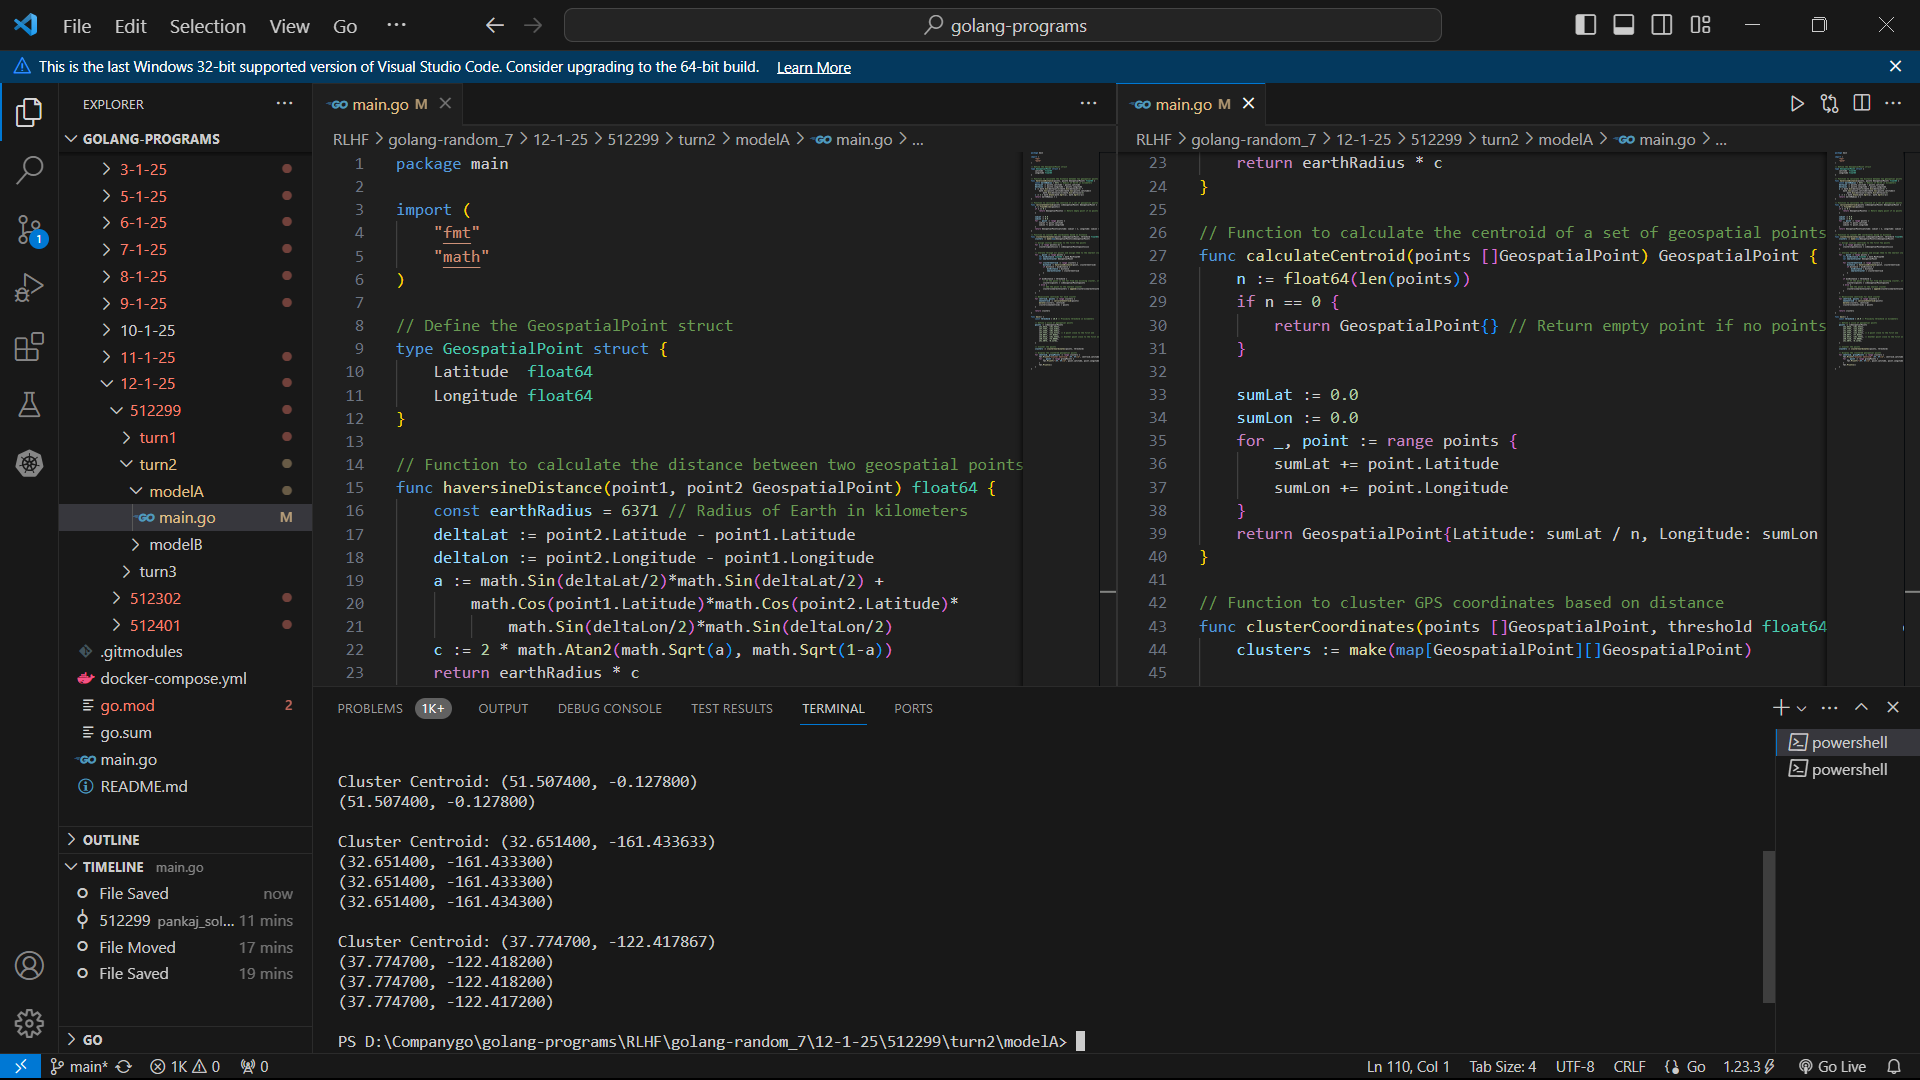 File Edit Selection View Go ···
golang-programs
This is the last Windows 32-bit supported version of Visual Studio Code. Consider upgrading to the 64-bit build. Learn More
EXPLORER ···
GOLANG-PROGRAMS
3-1-25
5-1-25
6-1-25
7-1-25
8-1-25
9-1-25
10-1-25
11-1-25
12-1-25
512299
turn1
turn2
modelA
main.go M
modelB
turn3
512302
512401
.gitmodules
docker-compose.yml
go.mod 2
go.sum
main.go
README.md
OUTLINE
TIMELINE main.go
File Saved now
512299 pankaj_sol... 11 mins
File Moved 17 mins
File Saved 19 mins
GO
main.go M
RLHF > golang-random_7 > 12-1-25 > 512299 > turn2 > modelA > main.go > ...
1 package main
2
3 import (
4 "fmt"
5 "math"
6 )
7
8 // Define the GeospatialPoint struct
9 type GeospatialPoint struct {
10 Latitude float64
11 Longitude float64
12 }
13
14 // Function to calculate the distance between two geospatial points
15 func haversineDistance(point1, point2 GeospatialPoint) float64 {
16 const earthRadius = 6371 // Radius of Earth in kilometers
17 deltaLat := point2.Latitude - point1.Latitude
18 deltaLon := point2.Longitude - point1.Longitude
19 a := math.Sin(deltaLat/2)*math.Sin(deltaLat/2) +
20 math.Cos(point1.Latitude)*math.Cos(point2.Latitude)*
21 math.Sin(deltaLon/2)*math.Sin(deltaLon/2)
22 c := 2 * math.Atan2(math.Sqrt(a), math.Sqrt(1-a))
23 return earthRadius * c
main.go M
RLHF > golang-random_7 > 12-1-25 > 512299 > turn2 > modelA > main.go > ...
23 return earthRadius * c
24 }
25
26 // Function to calculate the centroid of a set of geospatial points
27 func calculateCentroid(points []GeospatialPoint) GeospatialPoint {
28 n := float64(len(points))
29 if n == 0 {
30 return GeospatialPoint{} // Return empty point if no points
31 }
32
33 sumLat := 0.0
34 sumLon := 0.0
35 for _, point := range points {
36 sumLat += point.Latitude
37 sumLon += point.Longitude
38 }
39 return GeospatialPoint{Latitude: sumLat / n, Longitude: sumLon
40 }
41
42 // Function to cluster GPS coordinates based on distance
43 func clusterCoordinates(points []GeospatialPoint, threshold float64
44 clusters := make(map[GeospatialPoint][]GeospatialPoint)
45
PROBLEMS 1K+ OUTPUT DEBUG CONSOLE TEST RESULTS TERMINAL PORTS
Cluster Centroid: (51.507400, -0.127800)
(51.507400, -0.127800)
Cluster Centroid: (32.651400, -161.433633)
(32.651400, -161.433300)
(32.651400, -161.433300)
(32.651400, -161.434300)
Cluster Centroid: (37.774700, -122.417867)
(37.774700, -122.418200)
(37.774700, -122.418200)
(37.774700, -122.417200)
PS D:\Companygo\golang-programs\RLHF\golang-random_7\12-1-25\512299\turn2\modelA>
powershell
powershell
1
main* 1K 0 0 Ln 110, Col 1 Tab Size: 4 UTF-8 CRLF Go 1.23.3 Go Live